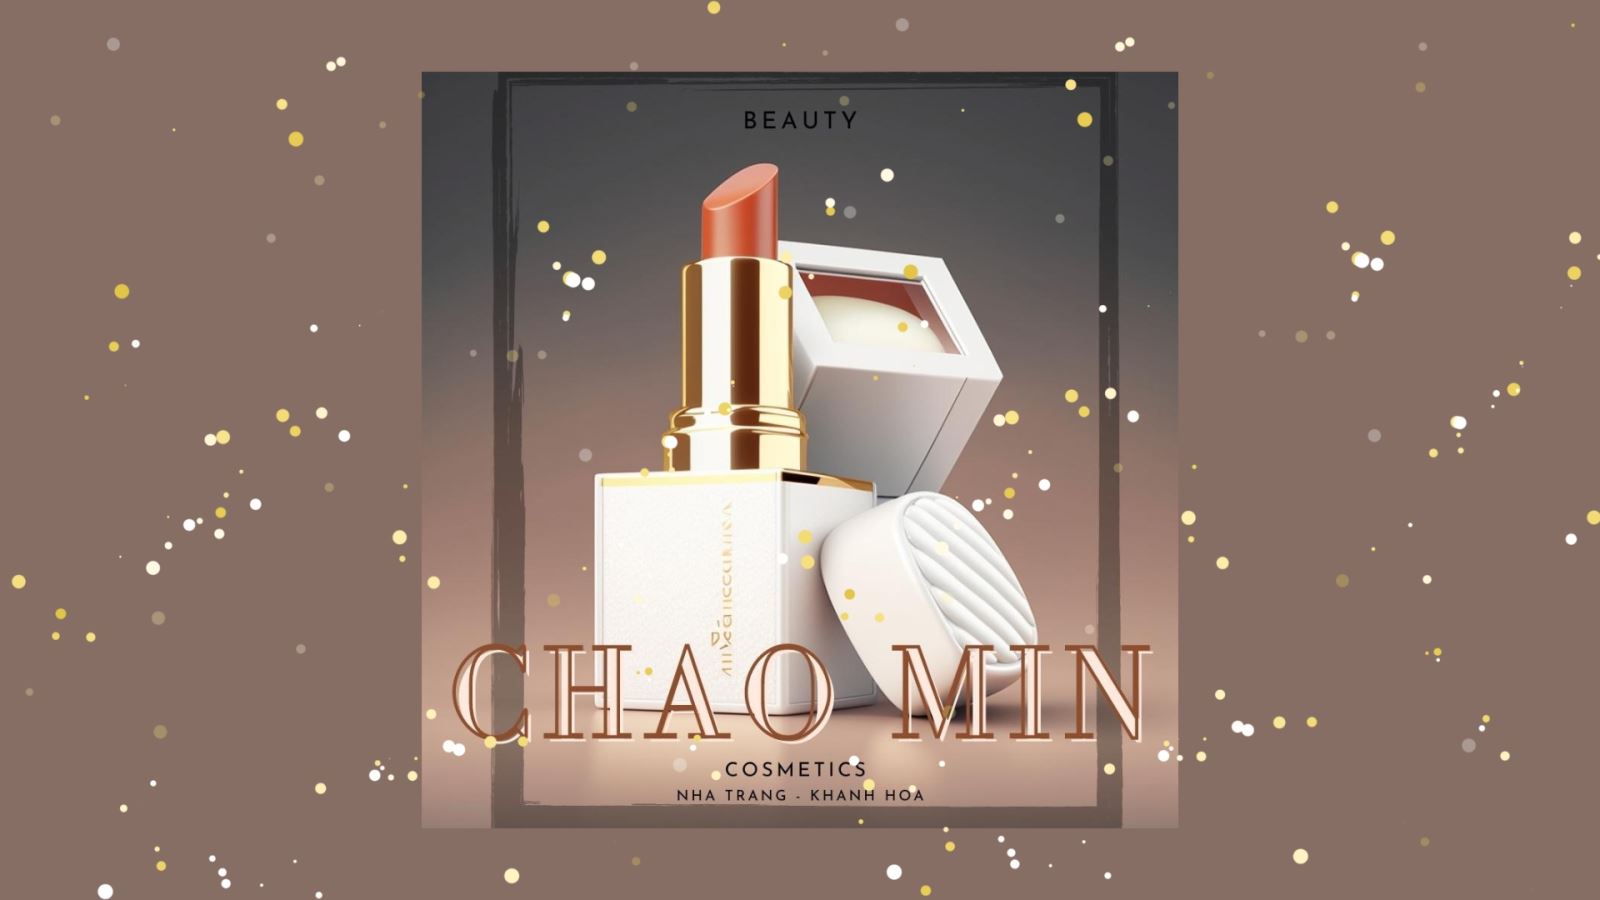 BEAUTY
CHAO MIN
COSMETICS
NHA TRANG - KHANH HOA